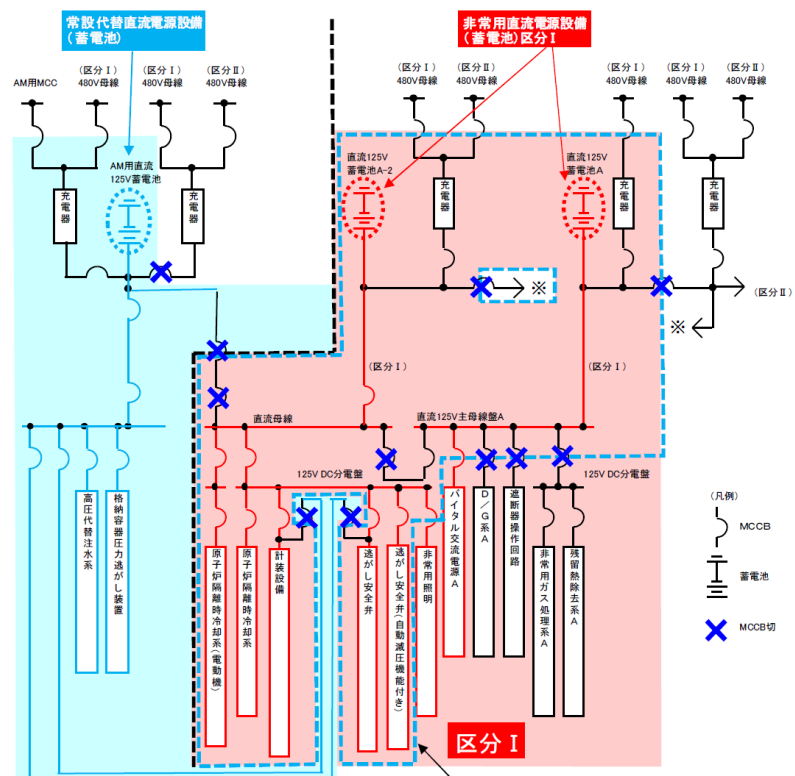 常設代替直流電源設備
(蓄電池)
非常用直流電源設備
(蓄電池)区分Ⅰ
AM用MCC
(区分Ⅰ)
480V母線
(区分Ⅰ)
480V母線
(区分Ⅱ)
480V母線
(区分Ⅰ)
480V母線
(区分Ⅱ)
480V母線
(区分Ⅰ)
480V母線
(区分Ⅰ)
480V母線
(区分Ⅱ)
480V母線
AM用直流
125V蓄電池
直流125V
蓄電池A-2
直流125V
蓄電池A
充電器
充電器
充電器
充電器
充電器
※
(区分Ⅱ)
※
(区分Ⅰ)
(区分Ⅰ)
直流母線
直流125V主母線盤A
125V DC分電盤
125V DC分電盤
高圧代替注水系
格納容器圧力逃がし装置
原子炉隔離時冷却系(電動機)
原子炉隔離時冷却系
計装設備
逃がし安全弁
逃がし安全弁(自動減圧機能付き)
非常用照明
バイタル交流電源A
D/G系A
遮断器操作回路
非常用ガス処理系A
残留熱除去系A
(凡例)
MCCB
蓄電池
MCCB切
区分Ⅰ